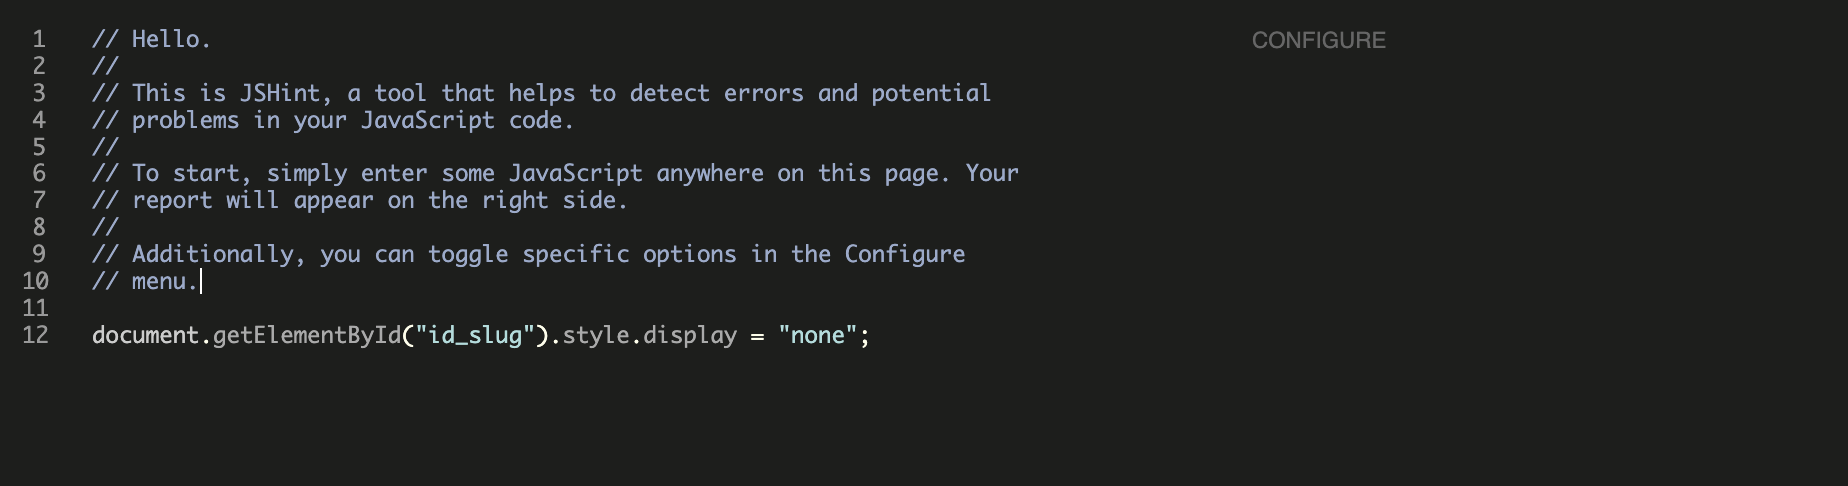 1 // Hello.
CONFIGURE
2 //
3 // This is JSHint, a tool that helps to detect errors and potential
4 // problems in your JavaScript code.
5 //
6 // To start, simply enter some JavaScript anywhere on this page. Your
7 // report will appear on the right side.
8 //
9 // Additionally, you can toggle specific options in the Configure
10 // menu.
11
12 document.getElementById("id_slug").style.display = "none";